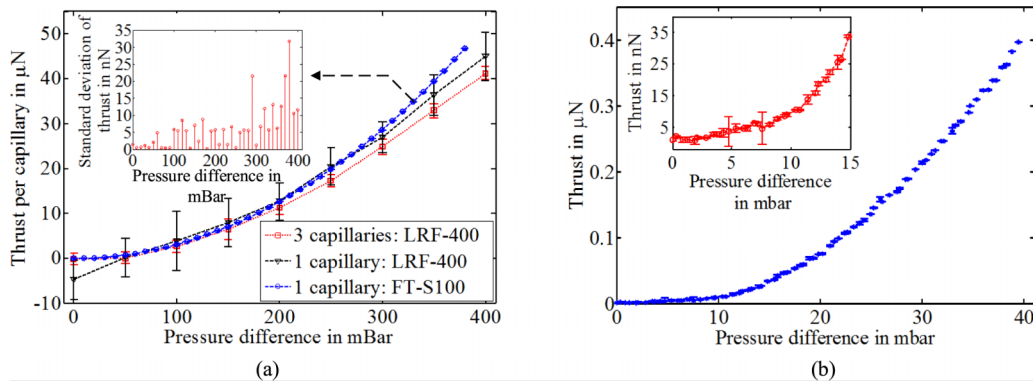 50
40
30
20
10
0
-10
Thrust per capillary in μN
0
100
200
300
400
Pressure difference in mBar
Standard deviation of
thrust in nN
35
30
25
20
15
10
5
0
0
100
200
300
400
Pressure difference in
mBar
3 capillaries: LRF-400
1 capillary: LRF-400
1 capillary: FT-S100
(a)
0.4
0.3
0.2
0.1
0
Thrust in μN
0
10
20
30
40
Pressure difference in mbar
Thrust in nN
35
25
15
5
0
5
10
15
Pressure difference
in mbar
(b)